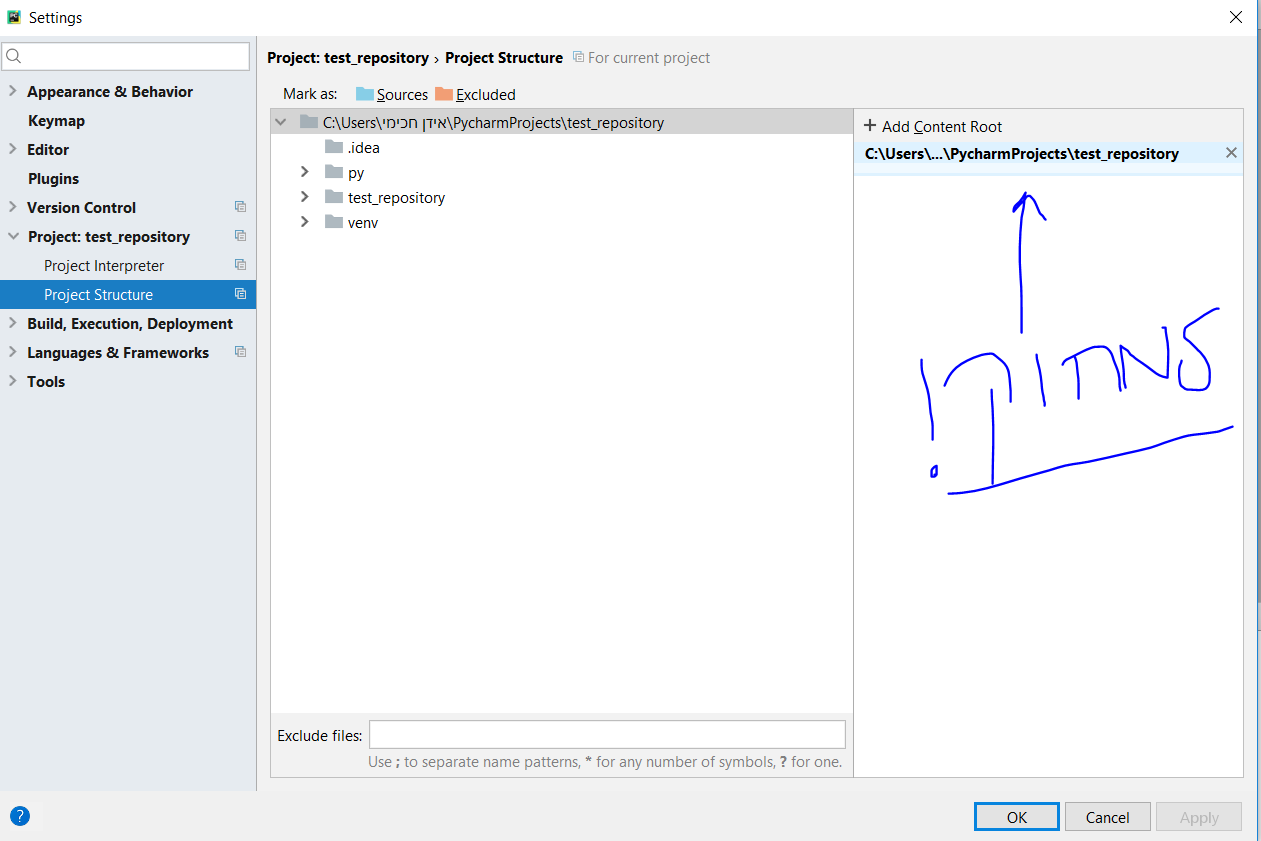 Settings
Project: test_repository › Project Structure For current project
Appearance & Behavior
Keymap
Editor
Plugins
Version Control
Project: test_repository
Project Interpreter
Project Structure
Build, Execution, Deployment
Languages & Frameworks
Tools
Mark as: Sources Excluded
C:\Users\אידן חכימי\PycharmProjects\test_repository
.idea
py
test_repository
venv
+ Add Content Root
C:\Users\...\PycharmProjects\test_repository
למחוק!
Exclude files:
Use ; to separate name patterns, * for any number of symbols, ? for one.
?
OK Cancel Apply